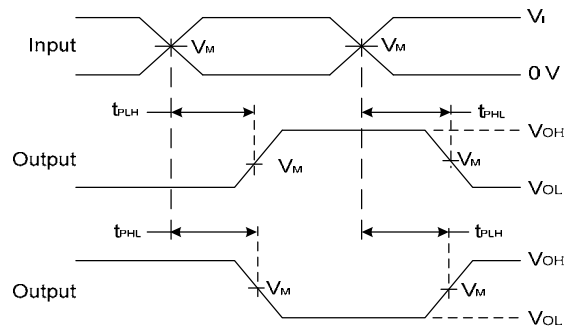 VI
Input VM VM
0 V
tPLH tPHL
VOH
Output VM VM
VOL
tPHL tPLH
VOH
Output VM VM
VOL